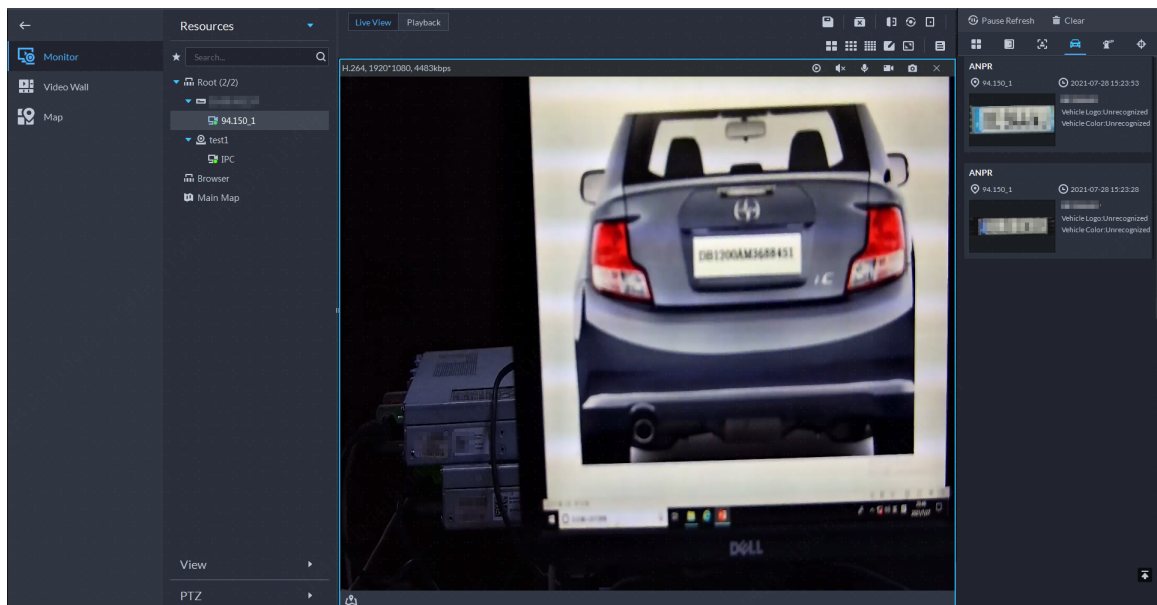 Resources
Live View
Playback
Pause Refresh
Clear
Monitor
Video Wall
Map
Search...
Root (2/2)
94.150_1
test1
IPC
Browser
Main Map
H.264, 1920*1080, 4483kbps
DB1200AM3688451
iC
DELL
ANPR
94.150_1
2021-07-28 15:23:53
Vehicle Logo:Unrecognized
Vehicle Color:Unrecognized
ANPR
94.150_1
2021-07-28 15:23:28
Vehicle Logo:Unrecognized
Vehicle Color:Unrecognized
View
PTZ